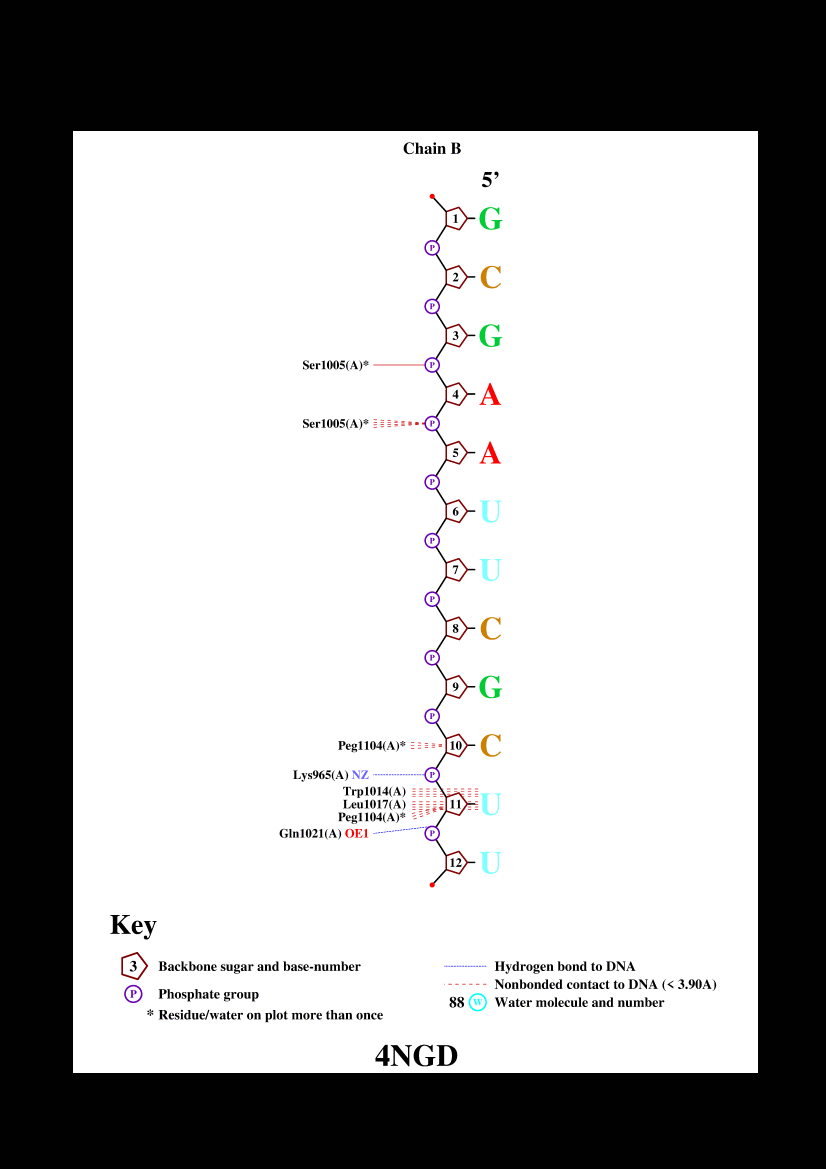 Chain B
5’
1 G
P
2 C
P
3 G
Ser1005(A)* P
4 A
Ser1005(A)* P
5 A
P
6 U
P
7 U
P
8 C
P
9 G
P
Peg1104(A)* 10 C
Lys965(A) NZ P
Trp1014(A)
Leu1017(A) 11 U
Peg1104(A)*
Gln1021(A) OE1 P
12 U
Key
3 Backbone sugar and base-number
P Phosphate group
* Residue/water on plot more than once
Hydrogen bond to DNA
Nonbonded contact to DNA (< 3.90A)
88 W Water molecule and number
4NGD